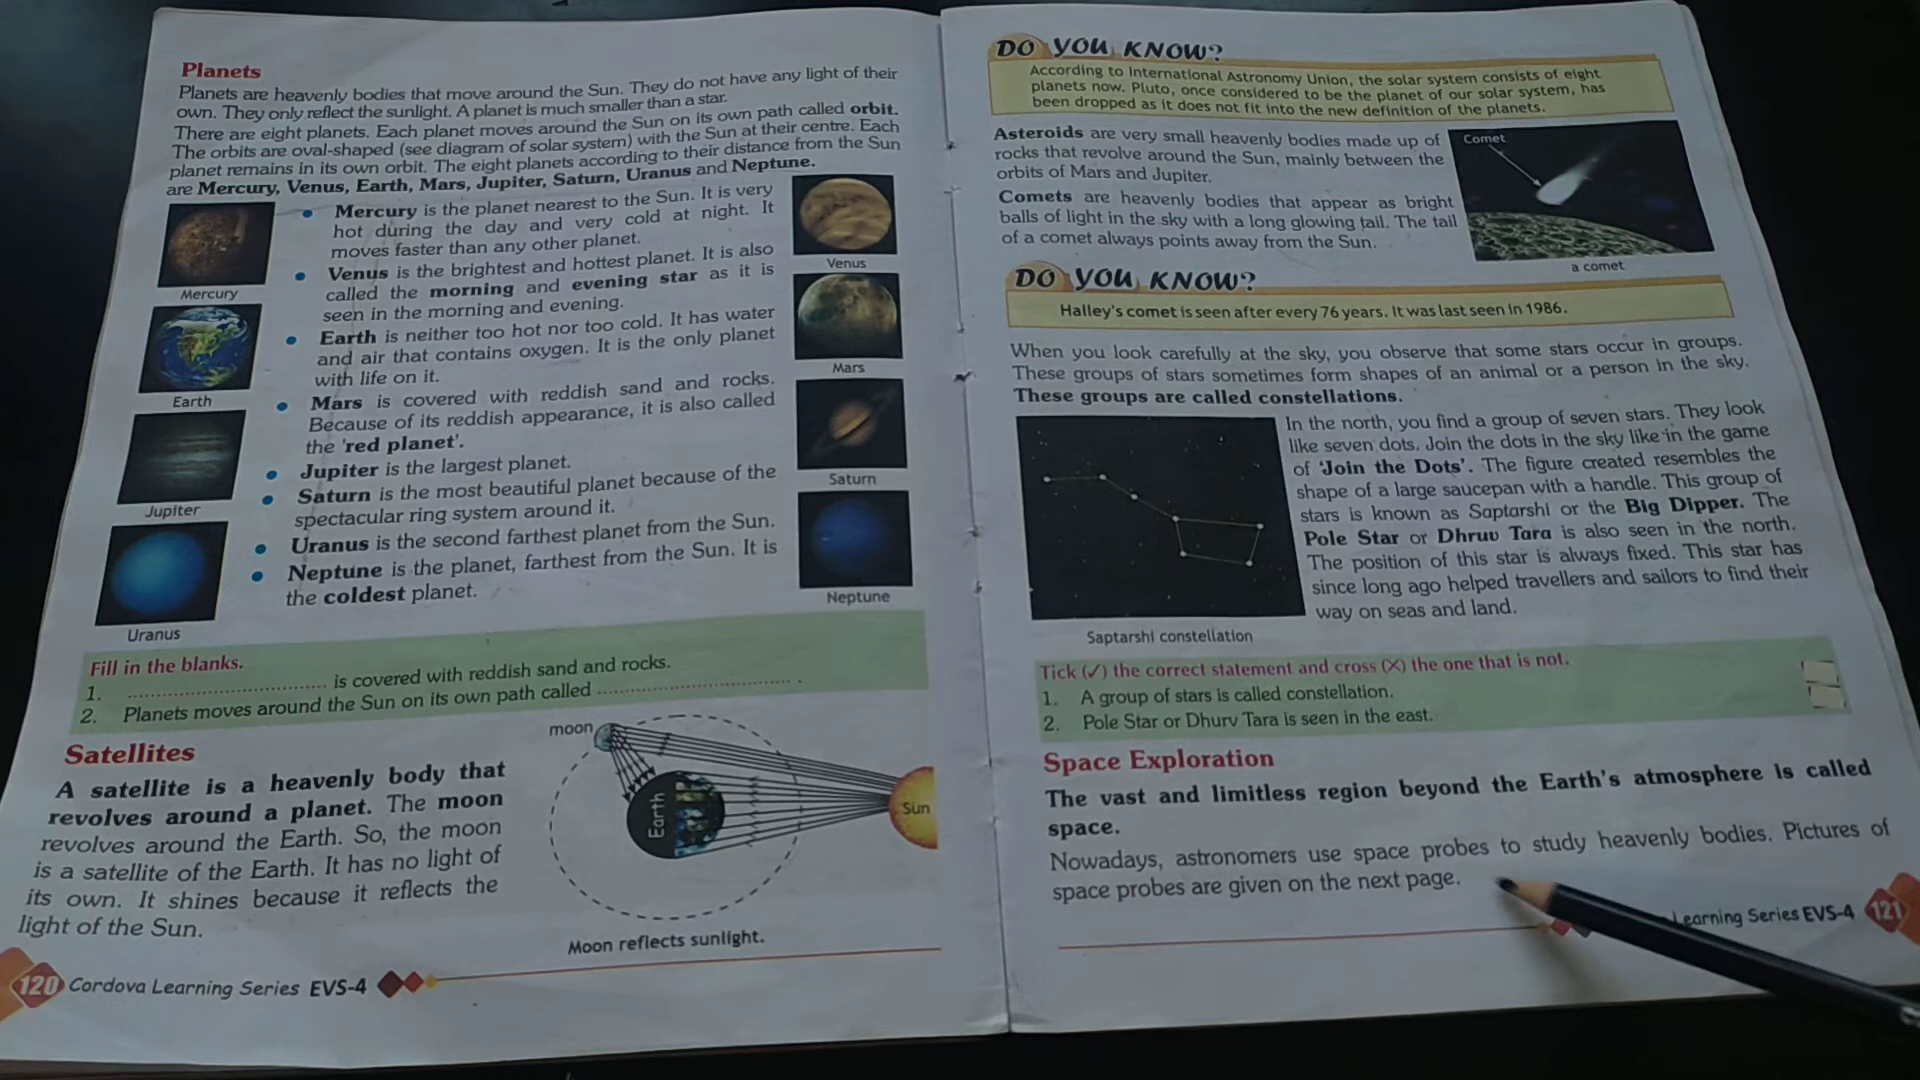 Planets
Planets are heavenly bodies that move around the Sun. They do not have any light of their
own. They only reflect the sunlight. A planet is much smaller than a star.
There are eight planets. Each planet moves around the Sun on its own path called orbit.
The orbits are oval-shaped (see diagram of solar system) with the Sun at their centre. Each
planet remains in its own orbit. The eight planets according to their distance from the Sun
are Mercury, Venus, Earth, Mars, Jupiter, Saturn, Uranus and Neptune.
• Mercury is the planet nearest to the Sun. It is very
hot during the day and very cold at night. It
moves faster than any other planet.
• Venus is the brightest and hottest planet. It is also
called the morning and evening star as it is
seen in the morning and evening.
• Earth is neither too hot nor too cold. It has water
and air that contains oxygen. It is the only planet
with life on it.
• Mars is covered with reddish sand and rocks.
Because of its reddish appearance, it is also called
the 'red planet'.
• Jupiter is the largest planet.
• Saturn is the most beautiful planet because of the
spectacular ring system around it.
• Uranus is the second farthest planet from the Sun.
• Neptune is the planet, farthest from the Sun. It is
the coldest planet.
Mercury
Earth
Jupiter
Uranus
Venus
Mars
Saturn
Neptune
Fill in the blanks.
1. .................................. is covered with reddish sand and rocks.
2. Planets moves around the Sun on its own path called .................................. .
Satellites
A satellite is a heavenly body that
revolves around a planet. The moon
revolves around the Earth. So, the moon
is a satellite of the Earth. It has no light of
its own. It shines because it reflects the
light of the Sun.
moon
Earth
Sun
Moon reflects sunlight.
120 Cordova Learning Series EVS-4
DO YOU KNOW?
According to International Astronomy Union, the solar system consists of eight
planets now. Pluto, once considered to be the planet of our solar system, has
been dropped as it does not fit into the new definition of the planets.
Asteroids are very small heavenly bodies made up of
rocks that revolve around the Sun, mainly between the
orbits of Mars and Jupiter.
Comets are heavenly bodies that appear as bright
balls of light in the sky with a long glowing tail. The tail
of a comet always points away from the Sun.
Comet
a comet
DO YOU KNOW?
Halley's comet is seen after every 76 years. It was last seen in 1986.
When you look carefully at the sky, you observe that some stars occur in groups.
These groups of stars sometimes form shapes of an animal or a person in the sky.
These groups are called constellations.
In the north, you find a group of seven stars. They look
like seven dots. Join the dots in the sky like in the game
of 'Join the Dots'. The figure created resembles the
shape of a large saucepan with a handle. This group of
stars is known as Saptarshi or the Big Dipper. The
Pole Star or Dhruv Tara is also seen in the north.
The position of this star is always fixed. This star has
since long ago helped travellers and sailors to find their
way on seas and land.
Saptarshi constellation
Tick (✓) the correct statement and cross (✗) the one that is not.
1. A group of stars is called constellation.
2. Pole Star or Dhurv Tara is seen in the east.
Space Exploration
The vast and limitless region beyond the Earth's atmosphere is called
space.
Nowadays, astronomers use space probes to study heavenly bodies. Pictures of
space probes are given on the next page.
Learning Series EVS-4 121